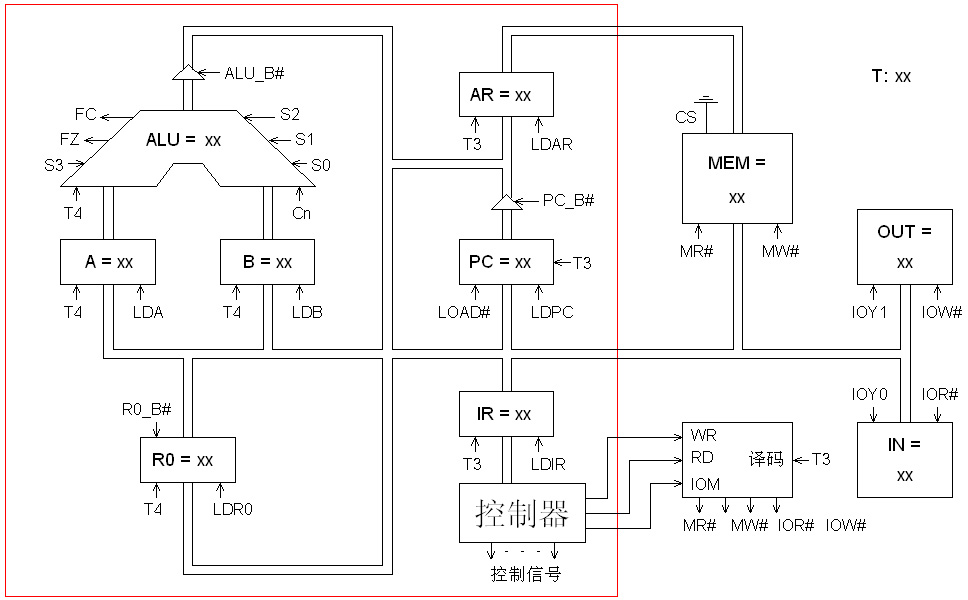 ALU_B#
T: xx
AR = xx
FC
S2
CS
FZ
ALU = xx
S1
T3
LDAR
S3
S0
MEM =
xx
PC_B#
T4
Cn
MR#
MW#
OUT =
xx
A = xx
B = xx
PC = xx
T3
T4
LDA
T4
LDB
LOAD#
LDPC
IOY1
IOW#
R0_B#
IR = xx
IOY0
IOR#
WR
RD
译码
T3
IOM
IN =
xx
R0 = xx
T3
LDIR
T4
LDR0
控制器
MR#
MW#
IOR#
IOW#
控制信号